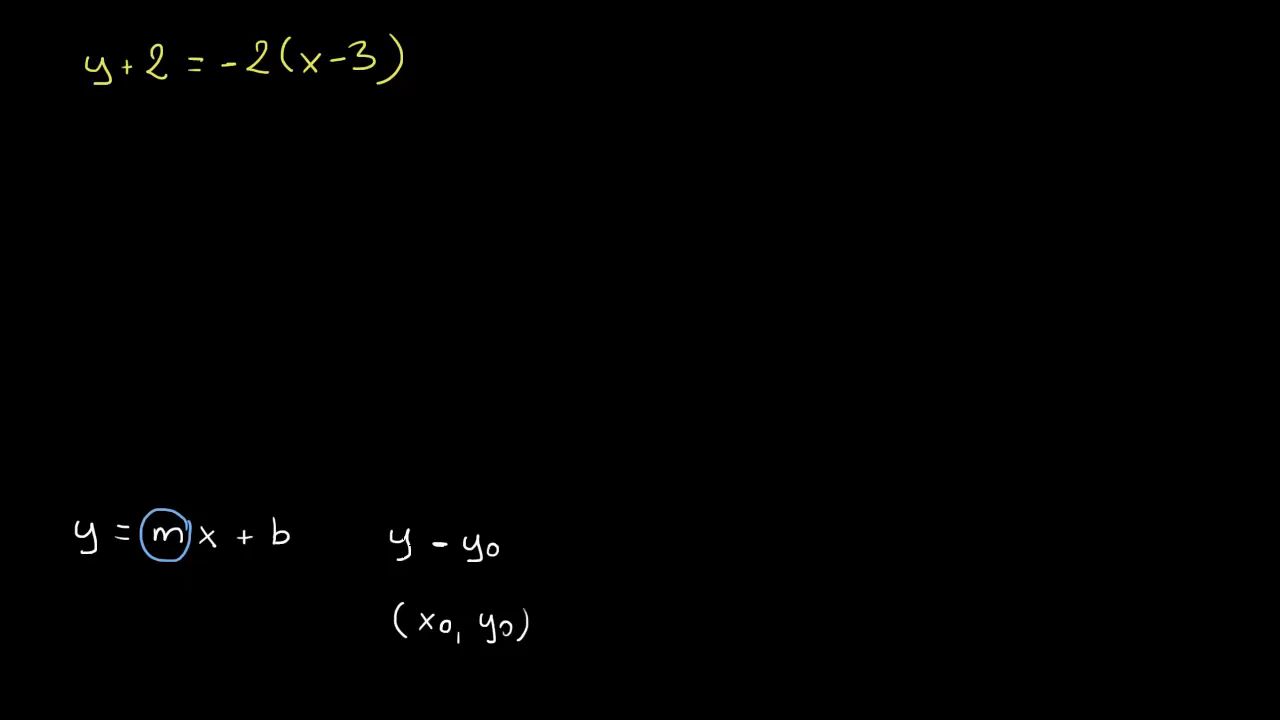 y + 2 = -2(x - 3)
y = mx + b
y - y₀
(x₀, y₀)